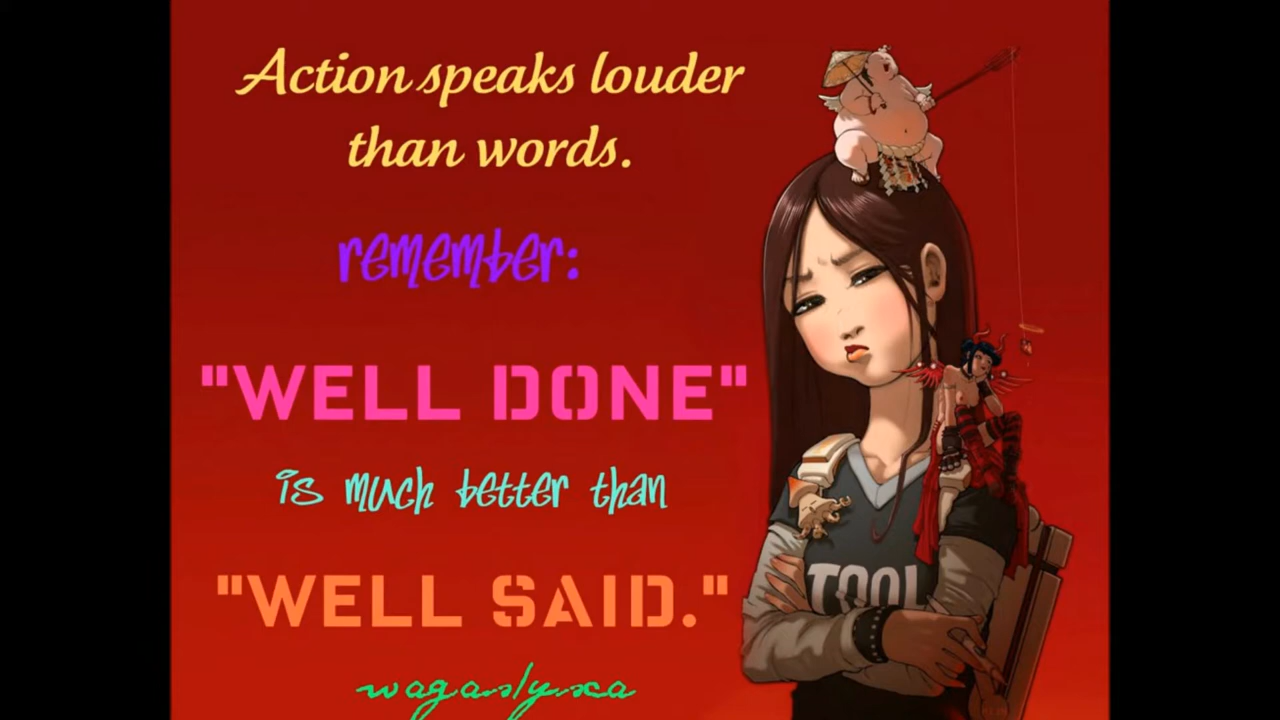 Action speaks louder
than words.
remember:
"WELL DONE"
is much better than
"WELL SAID."
TOOL